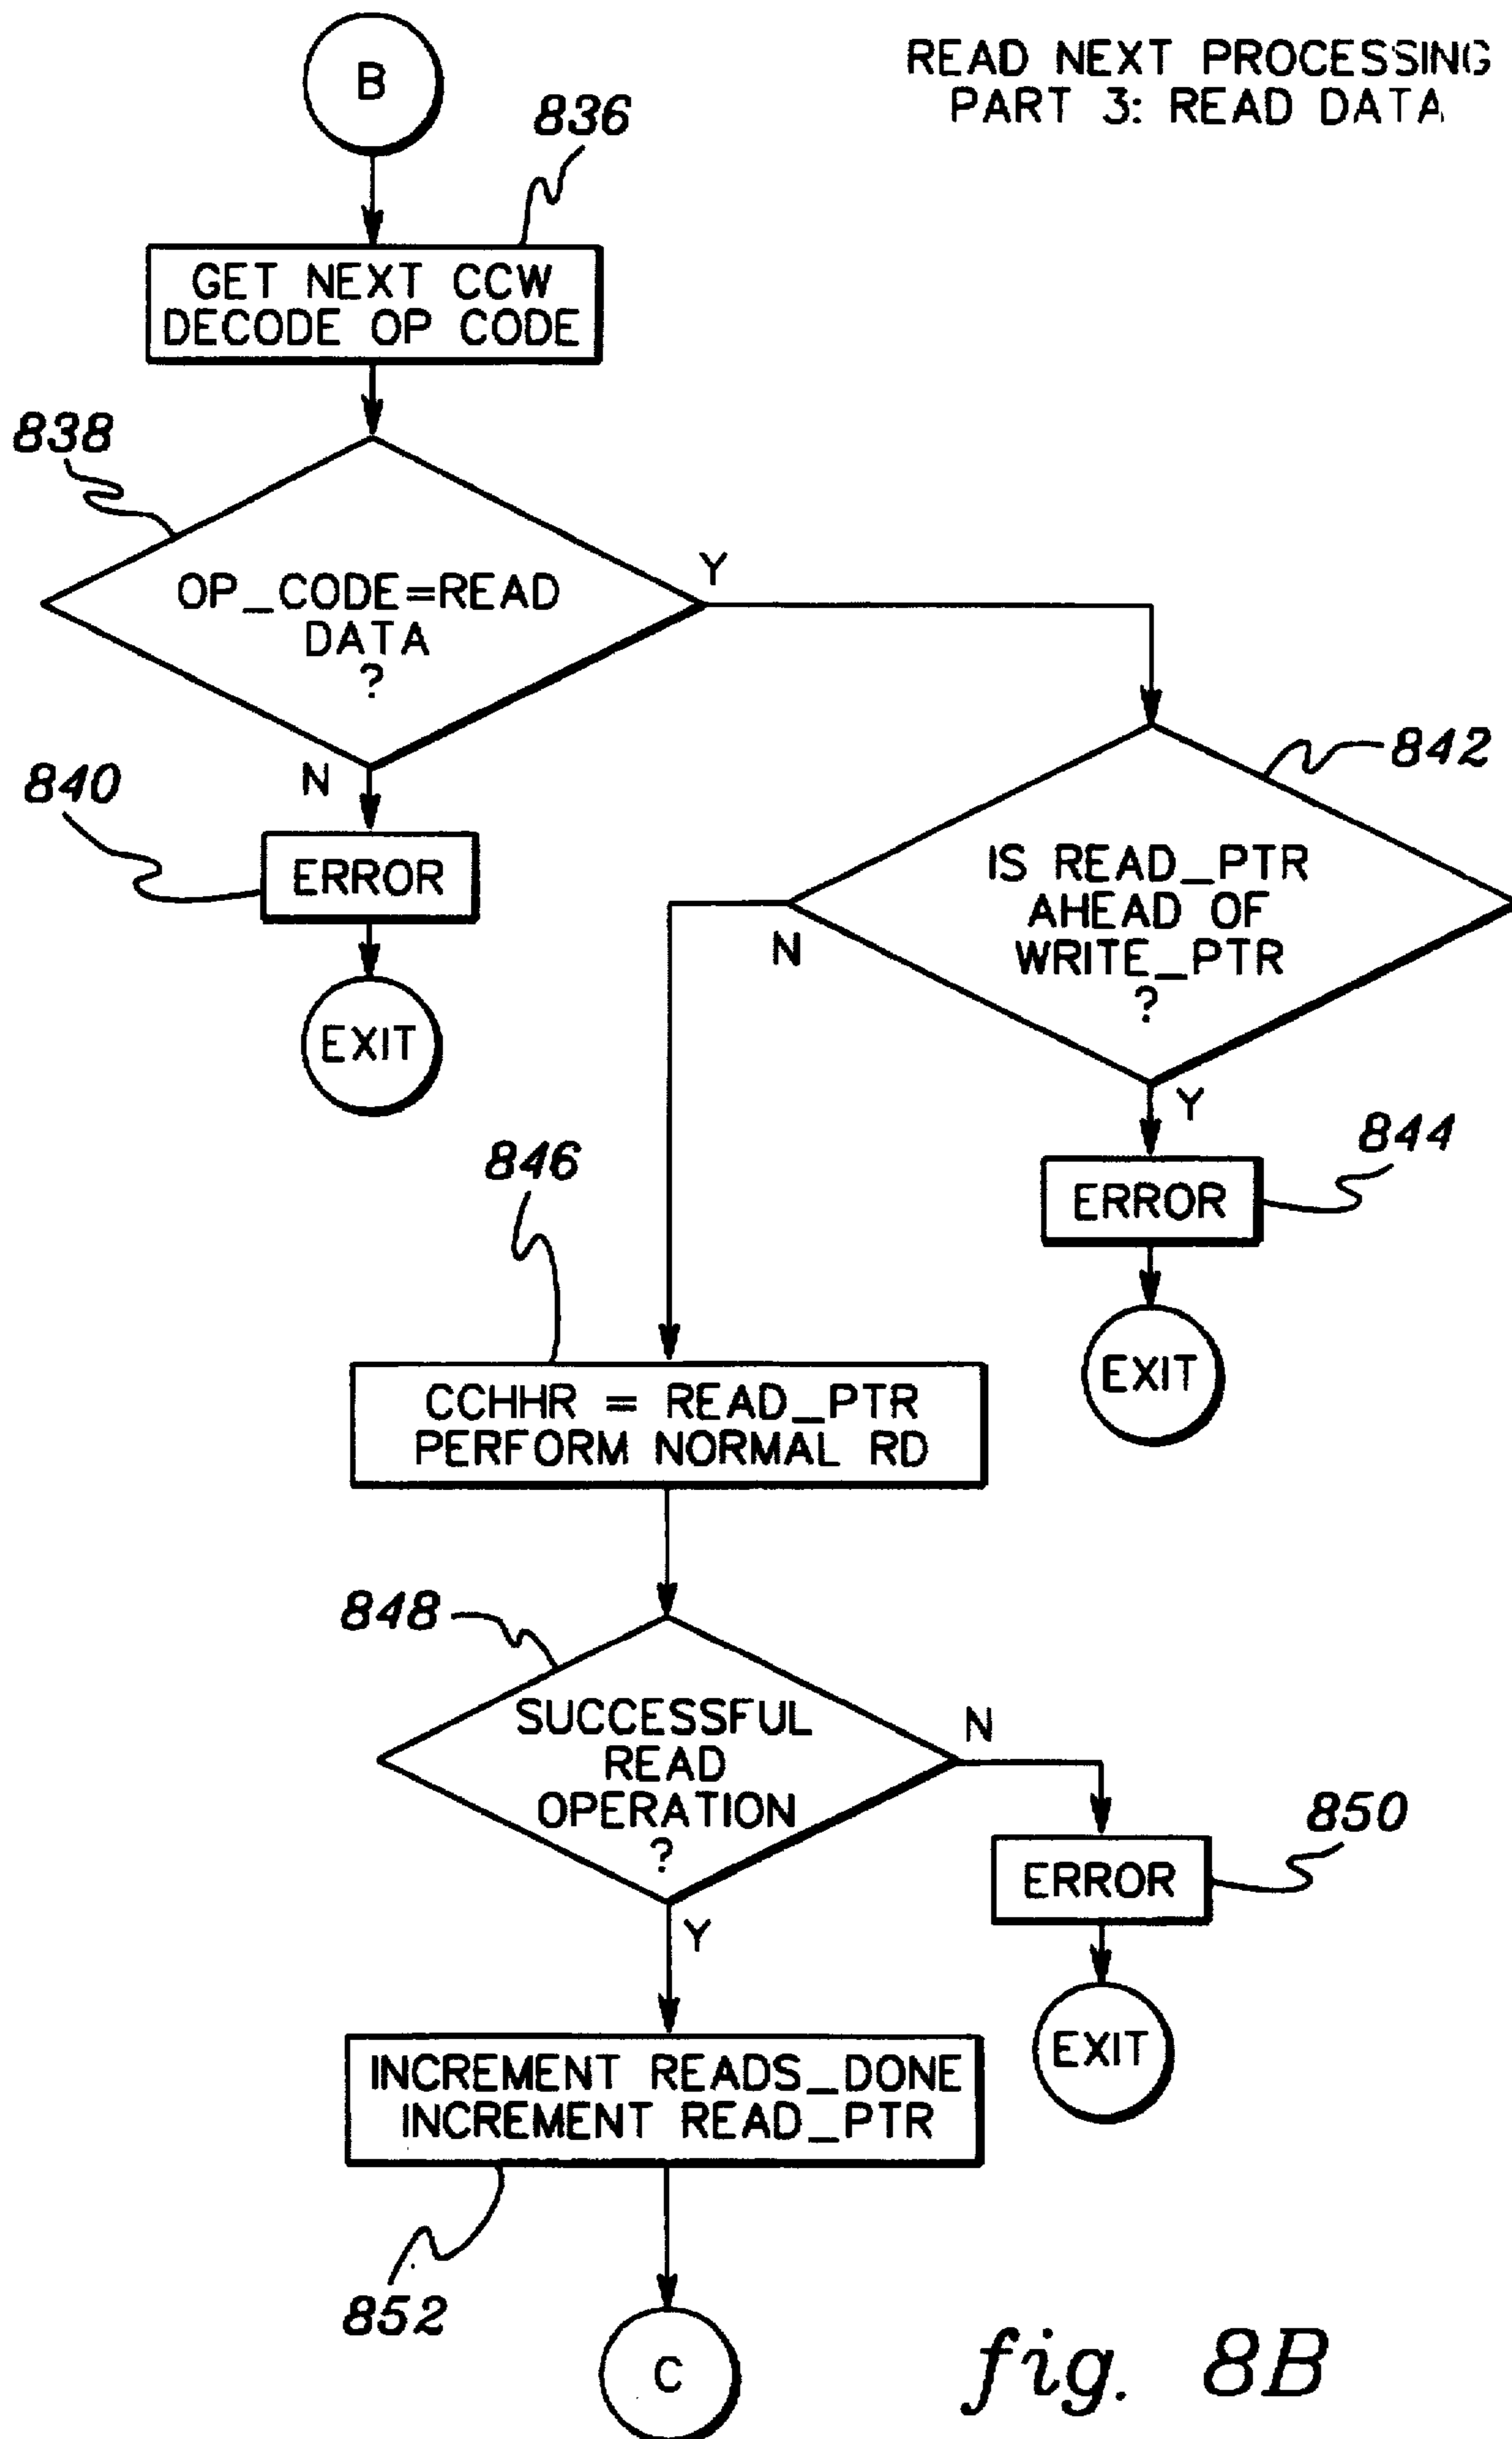 READ NEXT PROCESSING
PART 3: READ DATA
B
836
GET NEXT CCW
DECODE OP CODE
838
OP_CODE=READ
DATA
?
Y
N
840
ERROR
EXIT
842
IS READ_PTR
AHEAD OF
WRITE_PTR
?
N
Y
844
ERROR
EXIT
846
CCHHR = READ_PTR
PERFORM NORMAL RD
848
SUCCESSFUL
READ
OPERATION
?
N
850
ERROR
EXIT
Y
INCREMENT READS_DONE
INCREMENT READ_PTR
852
C
fig. 8B